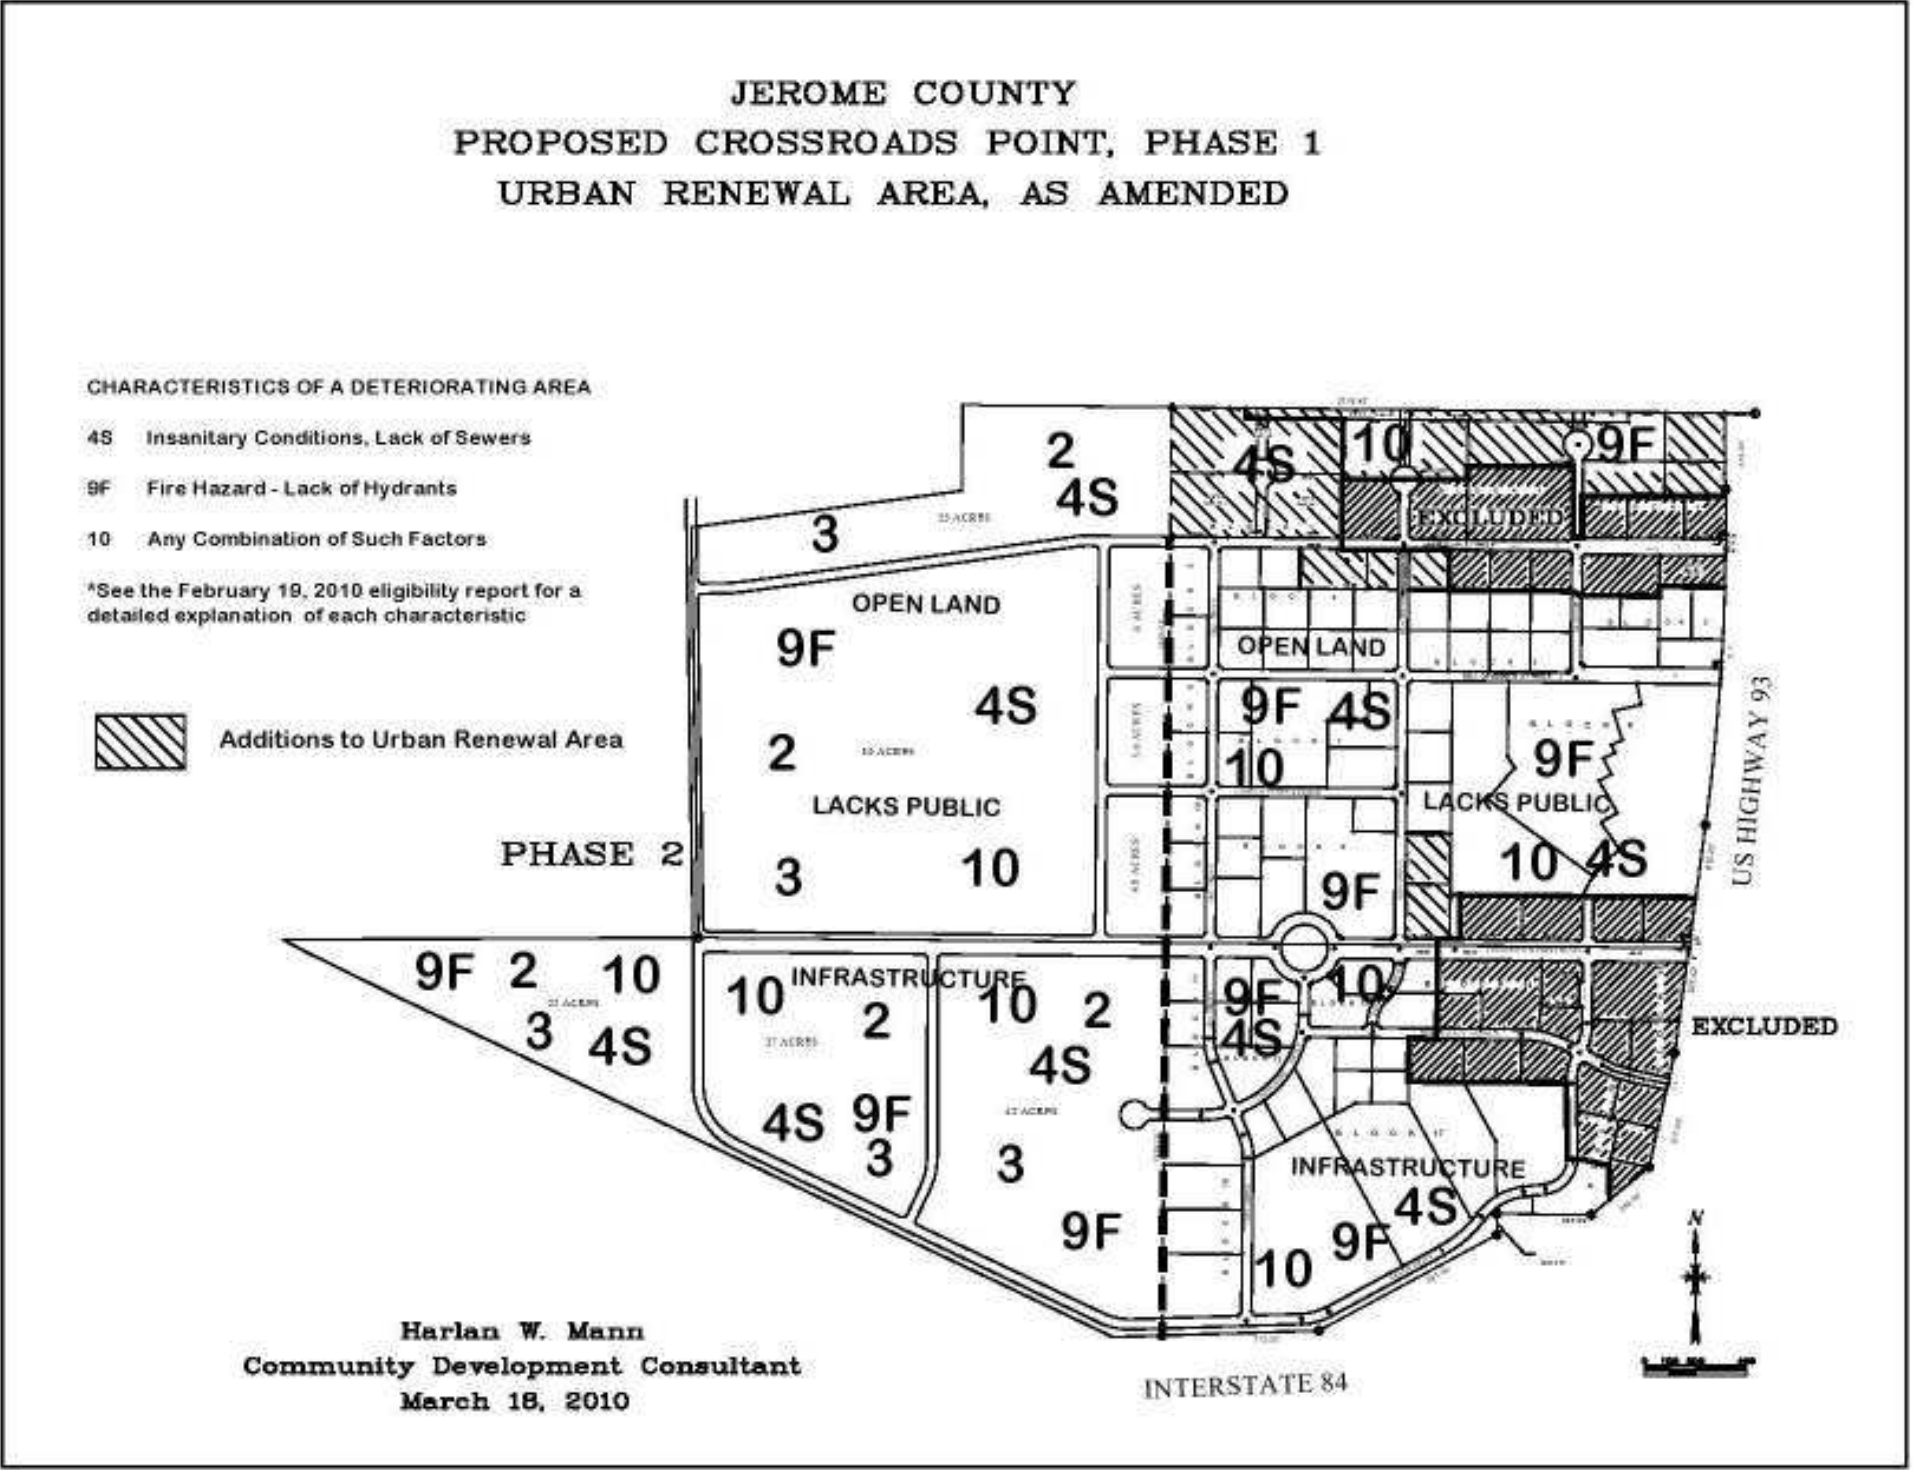 JEROME COUNTY
PROPOSED CROSSROADS POINT, PHASE 1
URBAN RENEWAL AREA, AS AMENDED
CHARACTERISTICS OF A DETERIORATING AREA
4S Insanitary Conditions, Lack of Sewers
9F Fire Hazard - Lack of Hydrants
10 Any Combination of Such Factors
*See the February 19, 2010 eligibility report for a
detailed explanation of each characteristic
Additions to Urban Renewal Area
PHASE 2
2
4S
3
4S
10
9F
EXCLUDED
OPEN LAND
9F
4S
2
LACKS PUBLIC
3
10
OPEN LAND
9F 4S
10
9F
LACKS PUBLIC
10 4S
9F
US HIGHWAY 93
9F 2 10
3 4S
INFRASTRUCTURE
10
2
4S 9F
3
10 2
4S
3
9F
9F
4S
10
EXCLUDED
INFRASTRUCTURE
4S
9F
10
N
Harlan W. Mann
Community Development Consultant
March 18, 2010
INTERSTATE 84